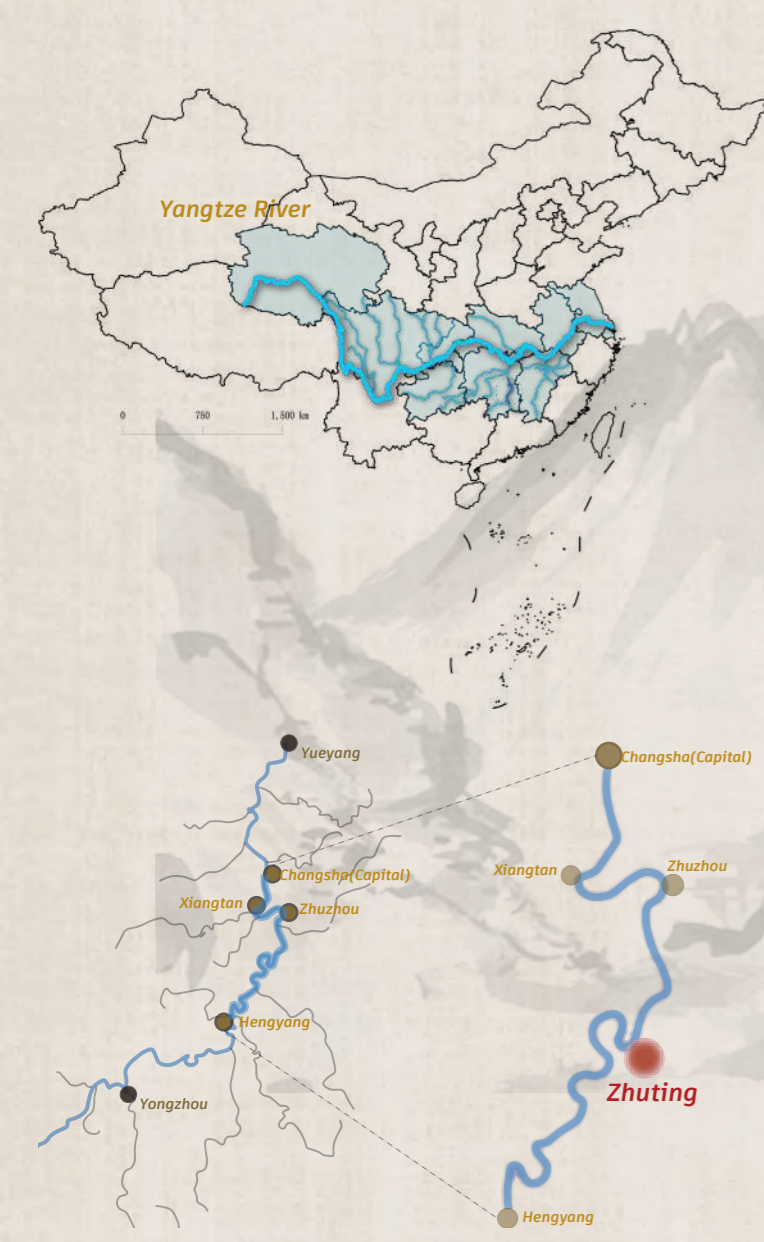 Yangtze River
0 750 1,500 km
Yueyang
Changsha(Capital)
Changsha(Capital)
Xiangtan
Zhuzhou
Xiangtan
Zhuzhou
Hengyang
Zhuting
Yongzhou
Hengyang